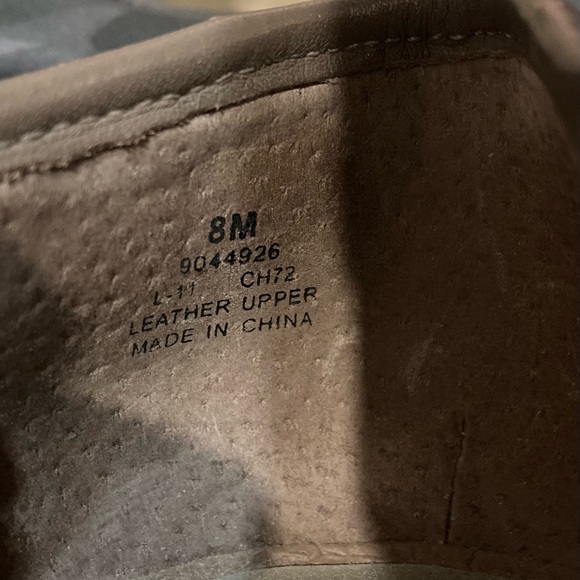 8M
9044926
L-11 CH72
LEATHER UPPER
MADE IN CHINA